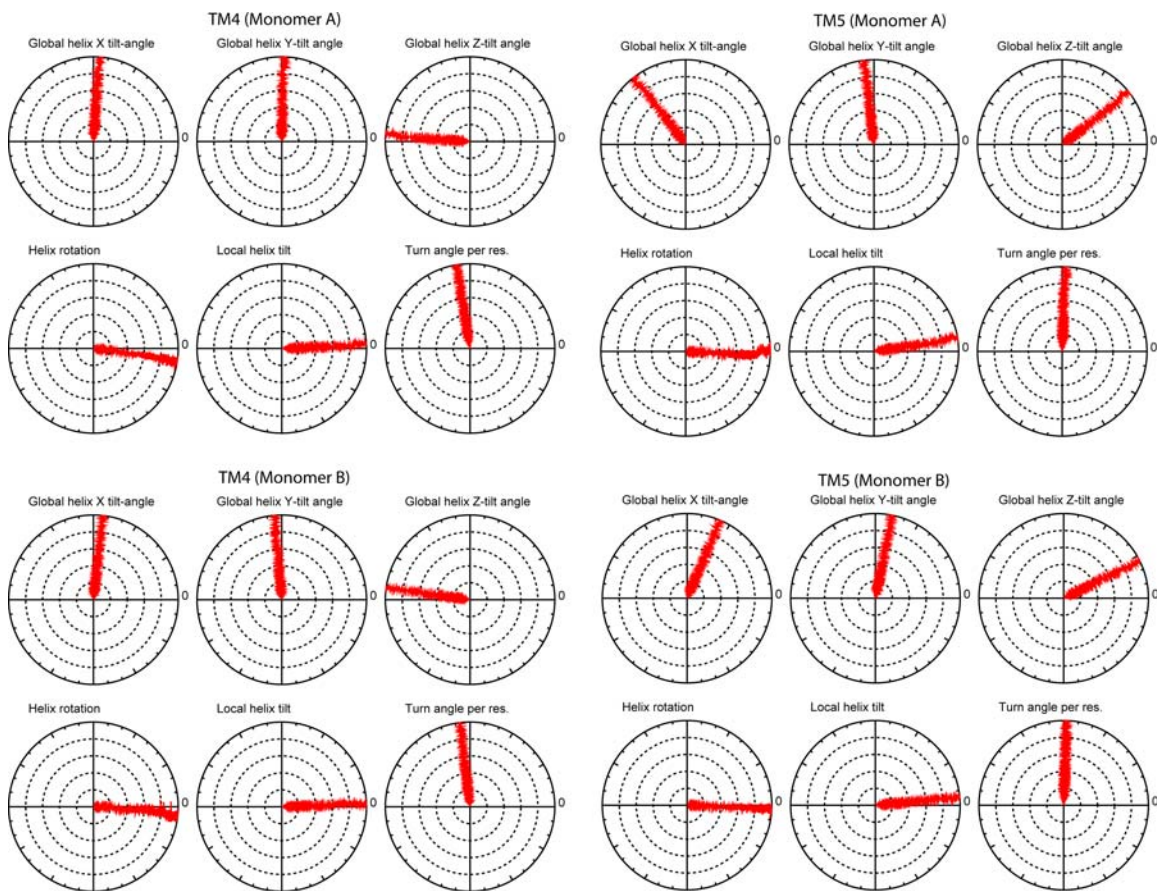 TM4 (Monomer A)
Global helix X tilt-angle
Global helix Y-tilt angle
Global helix Z-tilt angle
0
0
0
Helix rotation
Local helix tilt
Turn angle per res.
0
0
0
TM5 (Monomer A)
Global helix X tilt-angle
Global helix Y-tilt angle
Global helix Z-tilt angle
0
0
0
Helix rotation
Local helix tilt
Turn angle per res.
0
0
0
TM4 (Monomer B)
Global helix X tilt-angle
Global helix Y-tilt angle
Global helix Z-tilt angle
0
0
0
Helix rotation
Local helix tilt
Turn angle per res.
0
0
0
TM5 (Monomer B)
Global helix X tilt-angle
Global helix Y-tilt angle
Global helix Z-tilt angle
0
0
0
Helix rotation
Local helix tilt
Turn angle per res.
0
0
0